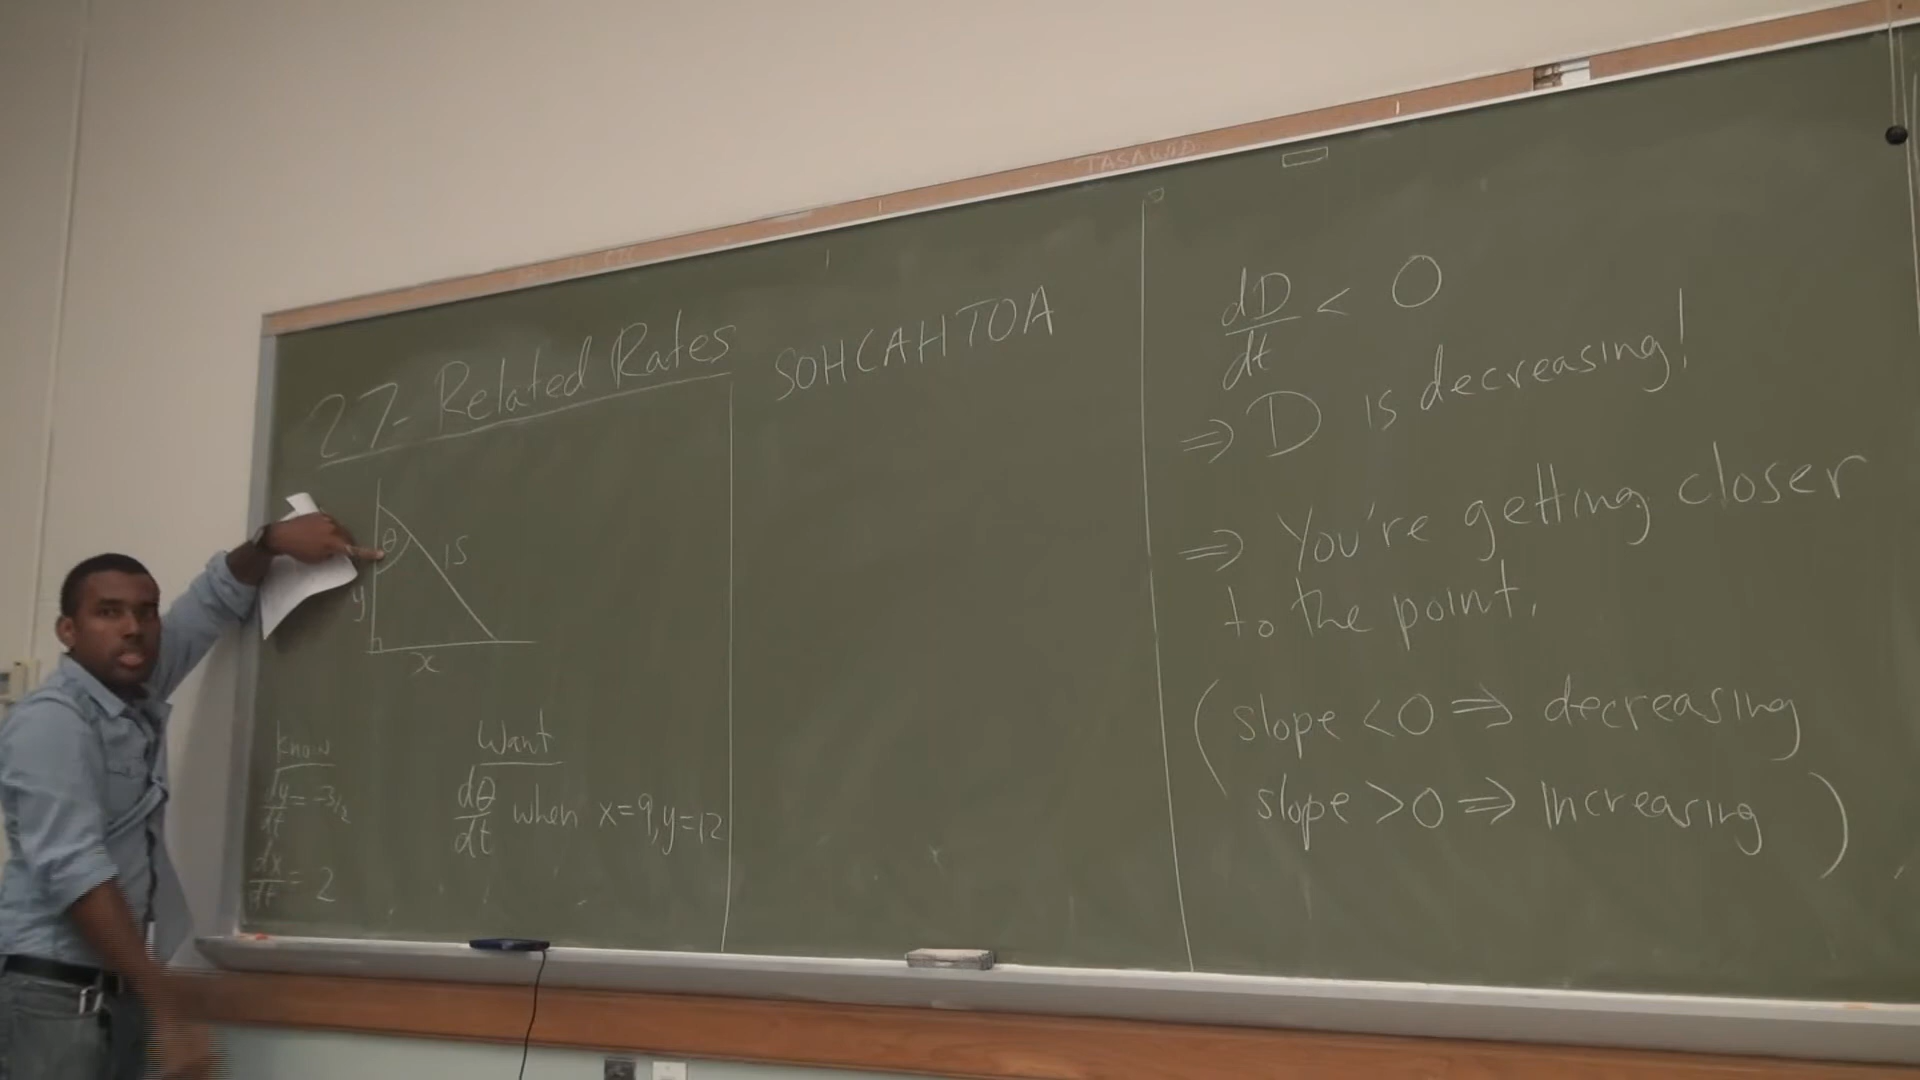 2.7- Related Rates
θ
15
y
x
Know
dy/dt = -3/2
dx/dt = 2
Want
dθ/dt when x=9, y=12
SOHCAHTOA
dD/dt < 0
⇒ D is decreasing!
⇒ You're getting closer
to the point.
(slope <0 ⇒ decreasing
slope >0 ⇒ increasing)
TASAWAD